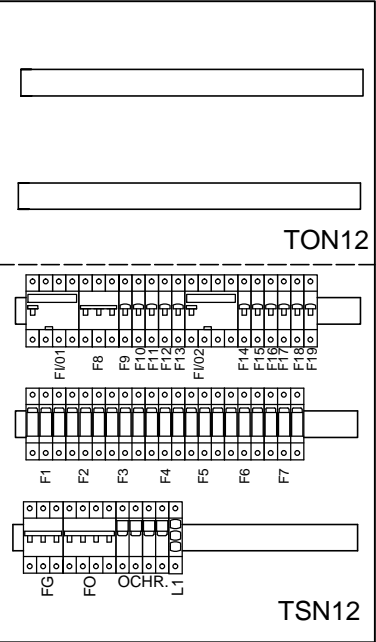 TON12
FI/01 F8 F9 F10 F11 F12 F13 FI/02 F14 F15 F16 F17 F18 F19
F1 F2 F3 F4 F5 F6 F7
FG FO OCHR. L1
TSN12